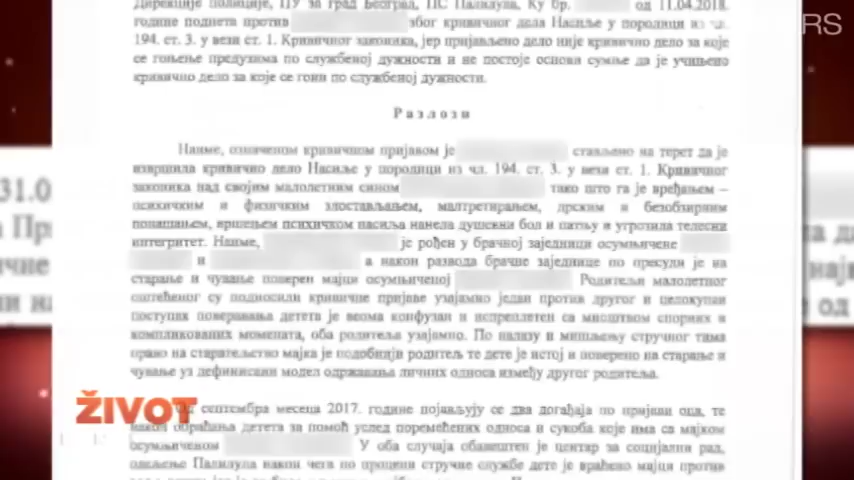 Дирекције полиције, ПУ за град Београд, ПС Палилула, Ку бр. од 11.04.2018.
године поднета против због кривичног дела Насиље у породици из чл.
194. ст. 3. у вези ст. 1. Кривичног законика, јер пријављено дело није кривично дело за које
се гоњење предузима по службеној дужности и не постоје основи сумње да је учињено
кривично дело за које се гони по службеној дужности.
Разлози
Наиме, означеном кривичном пријавом је стављено на терет да је
извршила кривично дело Насиље у породици из чл. 194. ст. 3. у вези ст. 1. Кривичног
законика над својим малолетним сином тако што га је вређањем –
психичким и физичким злостављањем, малтретирањем, дрским и безобзирним
понашањем, вршењем психичком насиља нанела душевни бол и патњу и угрозила телесни
интегритет. Наиме, је рођен у брачној заједници осумњичене
и а након развода брачне заједнице по пресуди је на
старање и чување поверен мајци осумњиченој Родитељи малолетног
оштећеног су подносили кривичне пријаве узајамно један против другог и целокупан
поступак поверавања детета је веома конфузан и испреплетен са мноштвом спорних и
компликованих момената, оба родитеља узајамно. По налазу и мишљењу стручног тима
право на старатељство мајка је подобнији родитељ те дете је истој и поверено на старање и
чување уз дефинисани модел одржавања личних односа између другог родитеља.
Од септембра месеца 2017. године појављују се два догађаја по пријави оца, те
након обраћања детета за помоћ услед поремећених односа и сукоба које има са мајком
осумњиченом У оба случаја обавештен је центар за социјални рад,
одељење Палилула након чега по процени стручне службе дете је враћено мајци против
ŽIVOT
RS
31.0